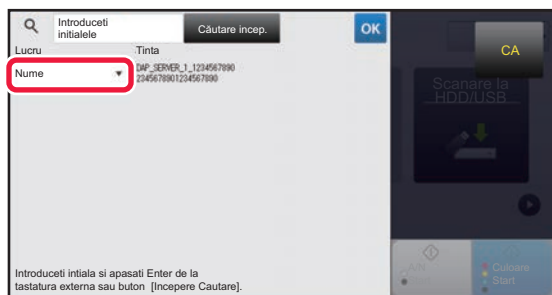 Introduceti
initialele
Căutare incep.
OK
CA
Lucru
Tinta
Nume
DAP_SERVER_1_1234567890
2345678901234567890
Scanare la
HDD/USB
A/N
Culoare
Start
Introduceti intiala si apasati Enter de la
tastatura externa sau buton [Incepere Cautare].